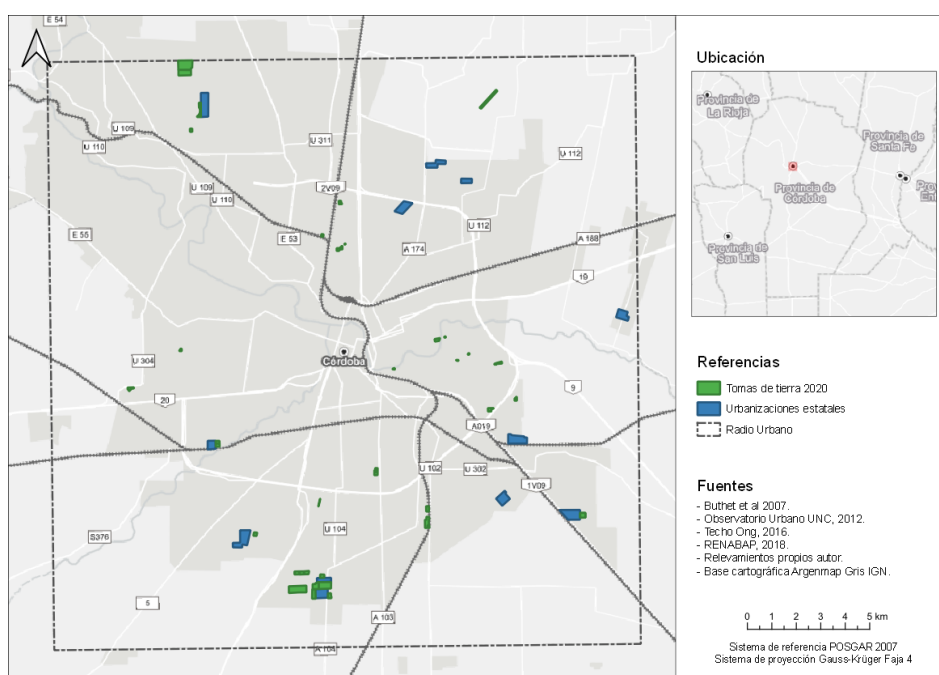 E 54
U 109
U 110
U 311
U 112
U 109
U 110
2V09
E 55
E 53
A 174
U 112
A 188
19
Córdoba
U 304
20
9
A019
U 102
U 302
1V09
S376
U 104
5
A 103
A 104
Ubicación
Provincia de
La Rioja
Provincia de
Santa Fe
Provincia de
Córdoba
Provincia de
San Luis
Referencias
Tomas de tierra 2020
Urbanizaciones estatales
Radio Urbano
Fuentes
- Buthet et al 2007.
- Observatorio Urbano UNC, 2012.
- Techo Ong, 2016.
- RENABAP, 2018.
- Relevamientos propios autor.
- Base cartográfica Argenmap Gris IGN.
0 1 2 3 4 5 km
Sistema de referencia POSGAR 2007
Sistema de proyección Gauss-Krüger Faja 4